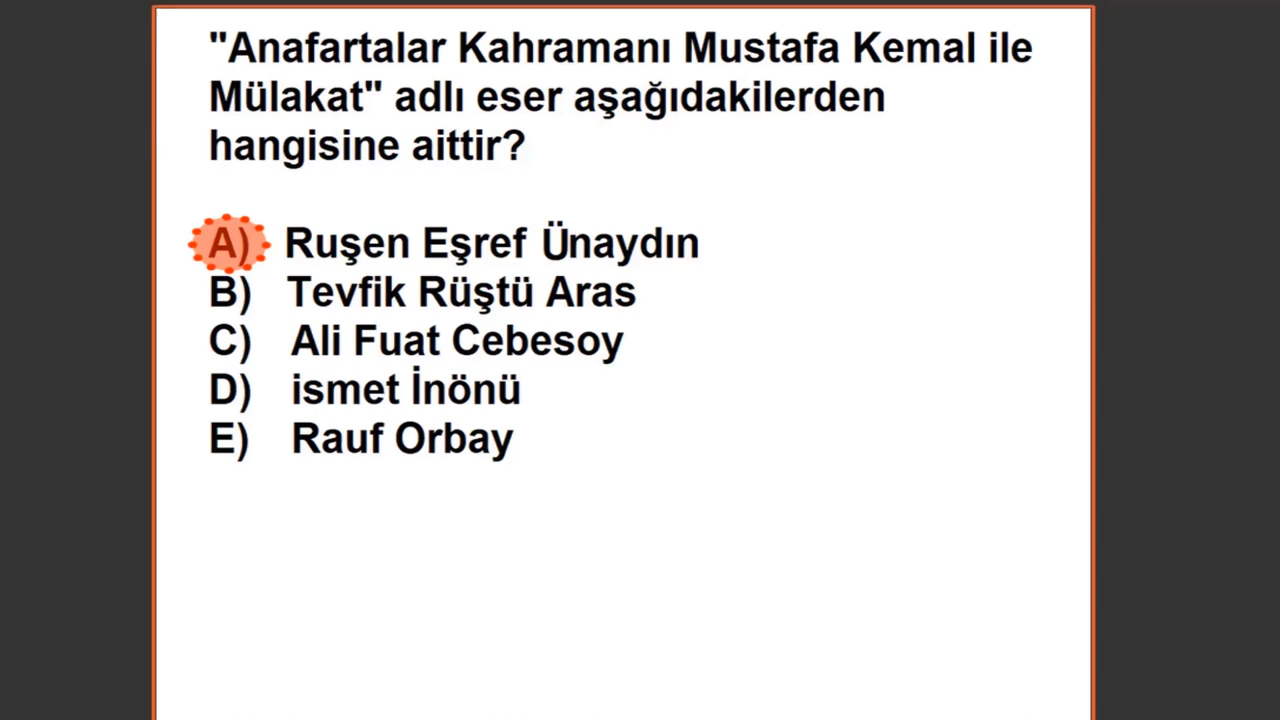 "Anafartalar Kahramanı Mustafa Kemal ile
Mülakat" adlı eser aşağıdakilerden
hangisine aittir?
A) Ruşen Eşref Ünaydın
B) Tevfik Rüştü Aras
C) Ali Fuat Cebesoy
D) ismet İnönü
E) Rauf Orbay